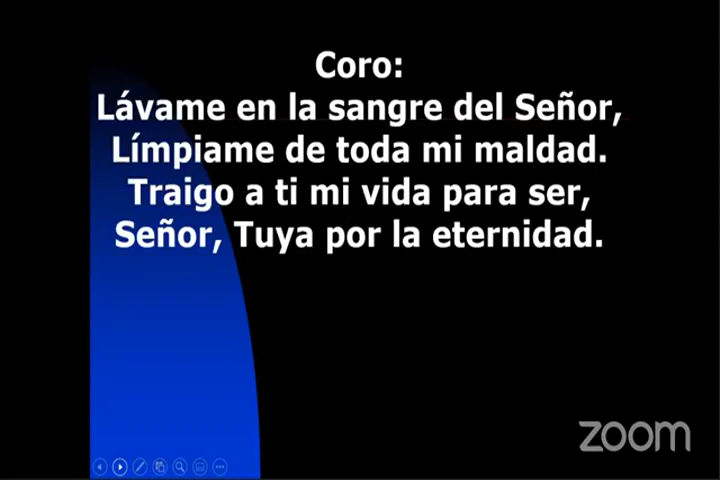 Coro:
Lávame en la sangre del Señor,
Límpiame de toda mi maldad.
Traigo a ti mi vida para ser,
Señor, Tuya por la eternidad.
zoom